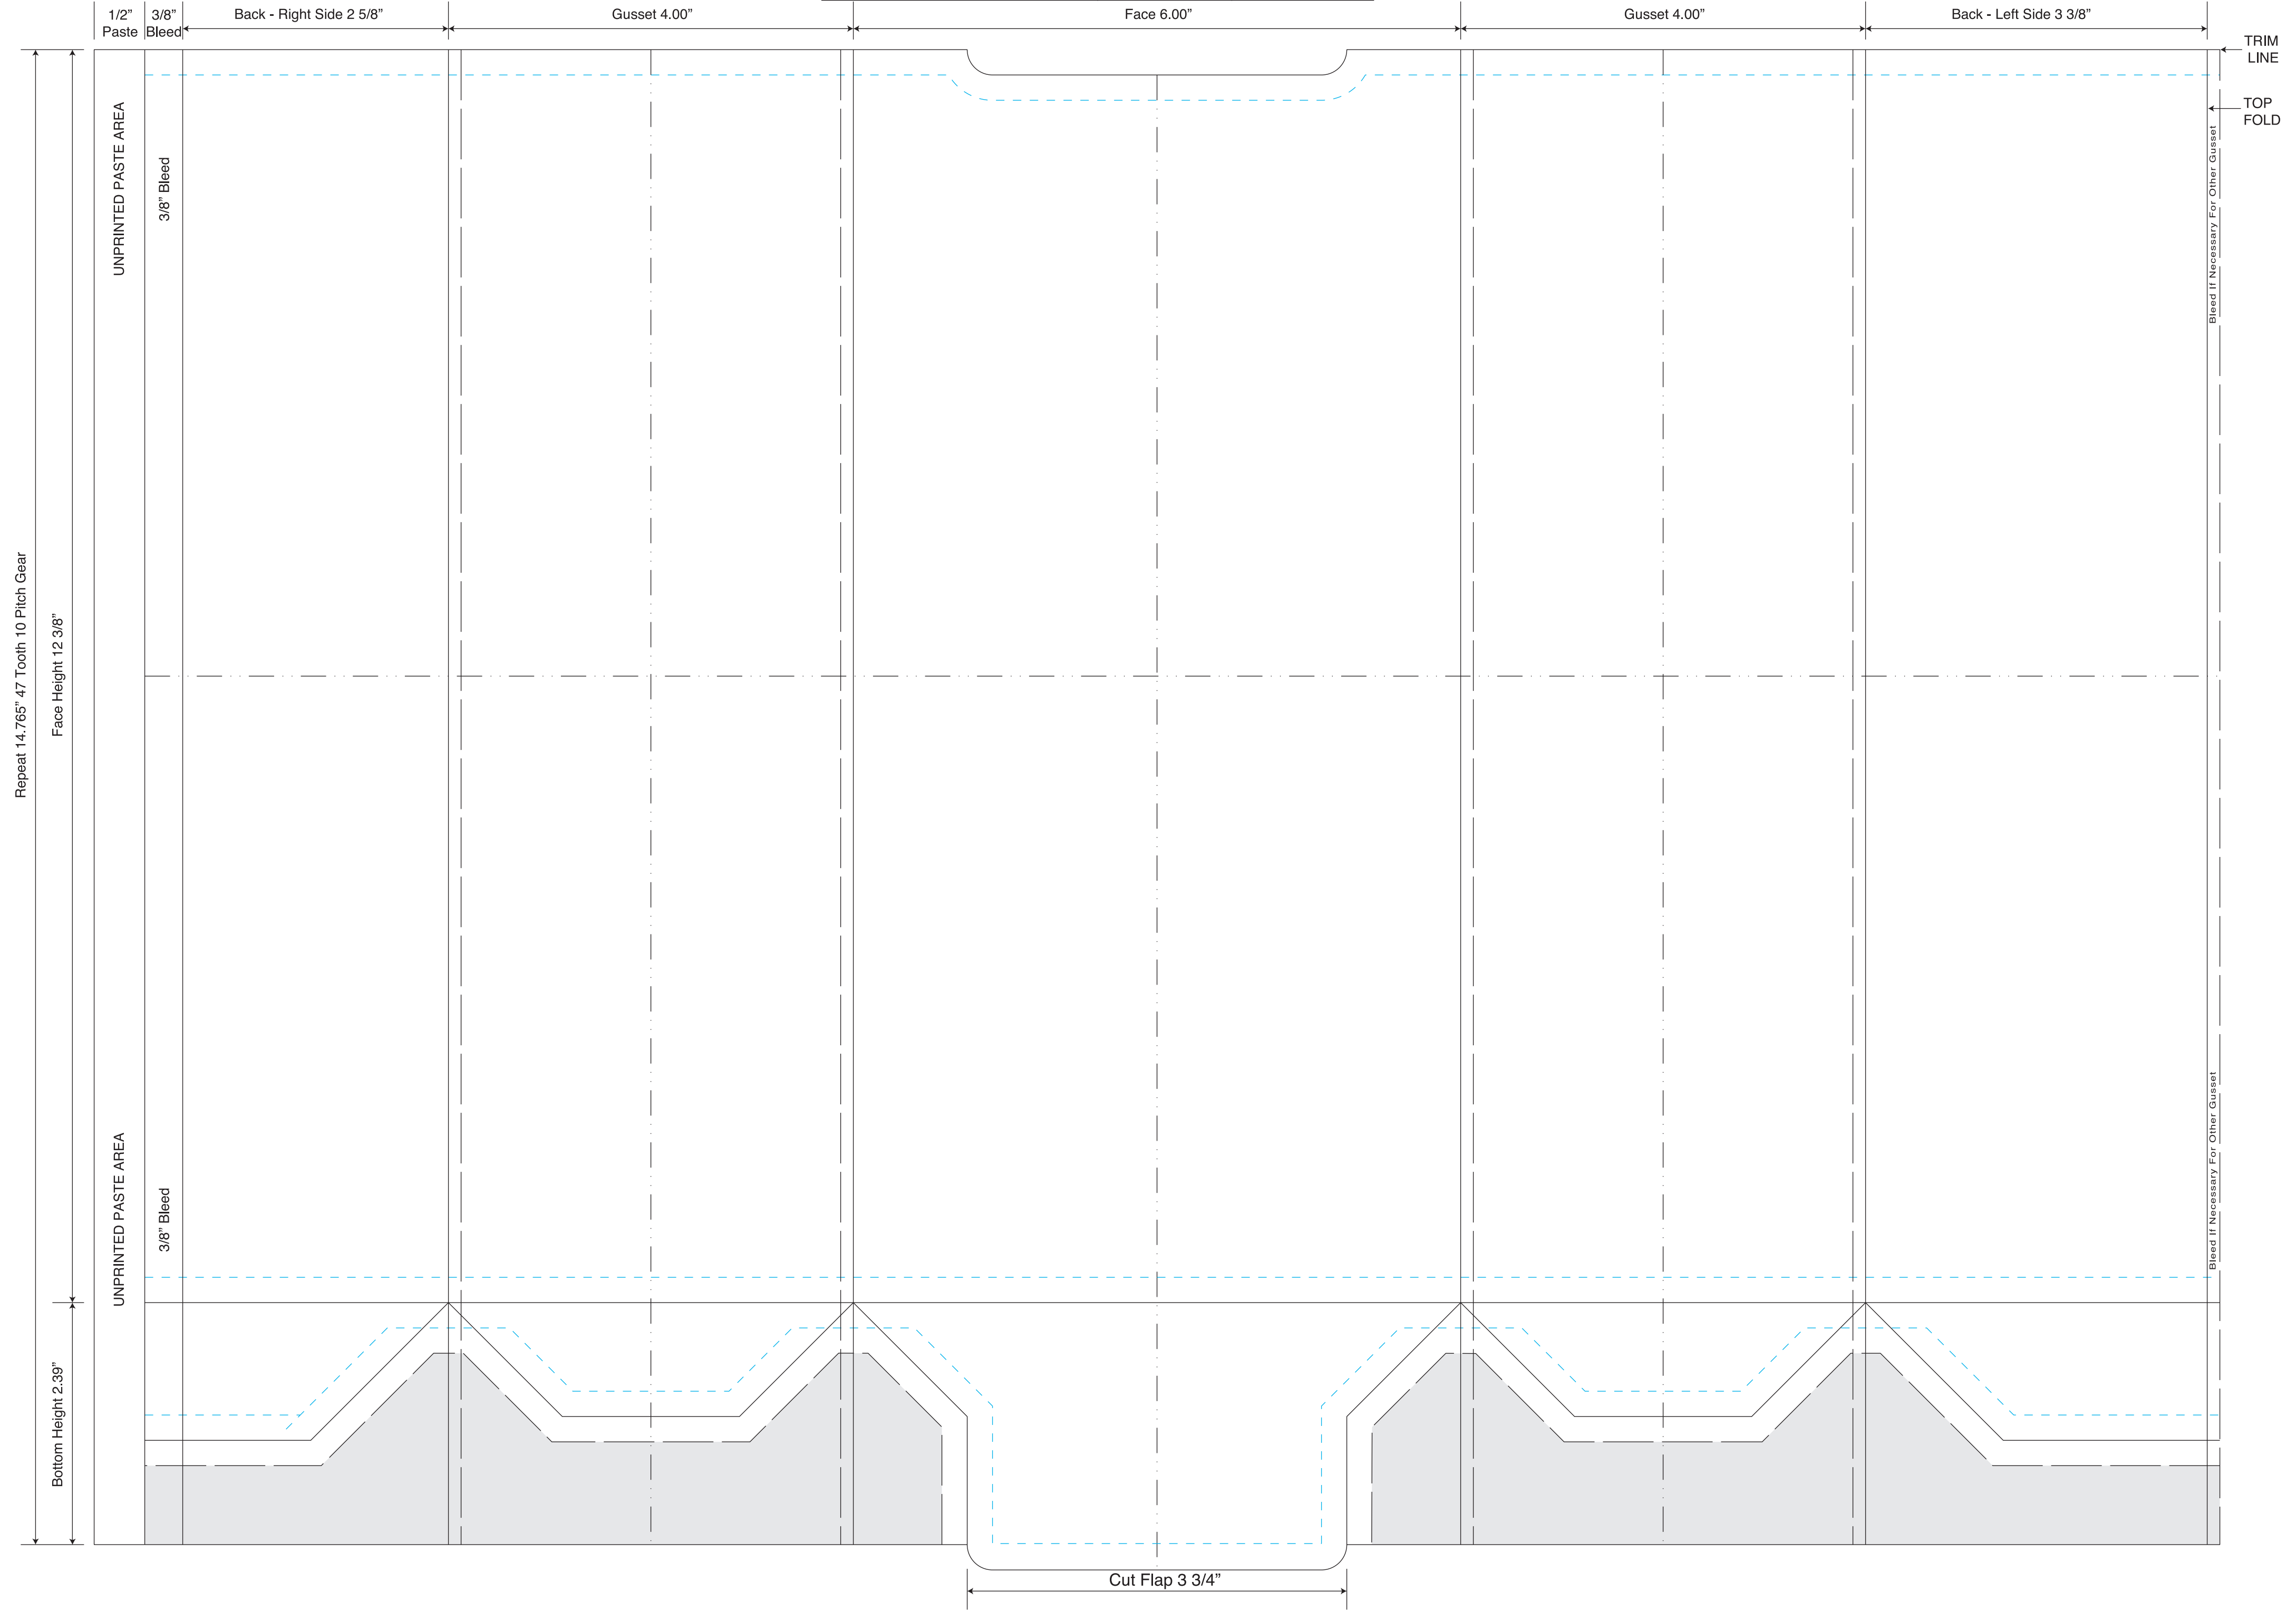 1/2”
Paste
3/8”
Bleed
Back - Right Side 2 5/8”
Gusset 4.00”
Face 6.00”
Gusset 4.00”
Back - Left Side 3 3/8”
TRIM
LINE
TOP
FOLD
UNPRINTED PASTE AREA
3/8” Bleed
Bleed If Necessary For Other Gusset
Repeat 14.765” 47 Tooth 10 Pitch Gear
Face Height 12 3/8”
UNPRINTED PASTE AREA
3/8” Bleed
Bleed If Necessary For Other Gusset
Bottom Height 2.39”
Cut Flap 3 3/4”